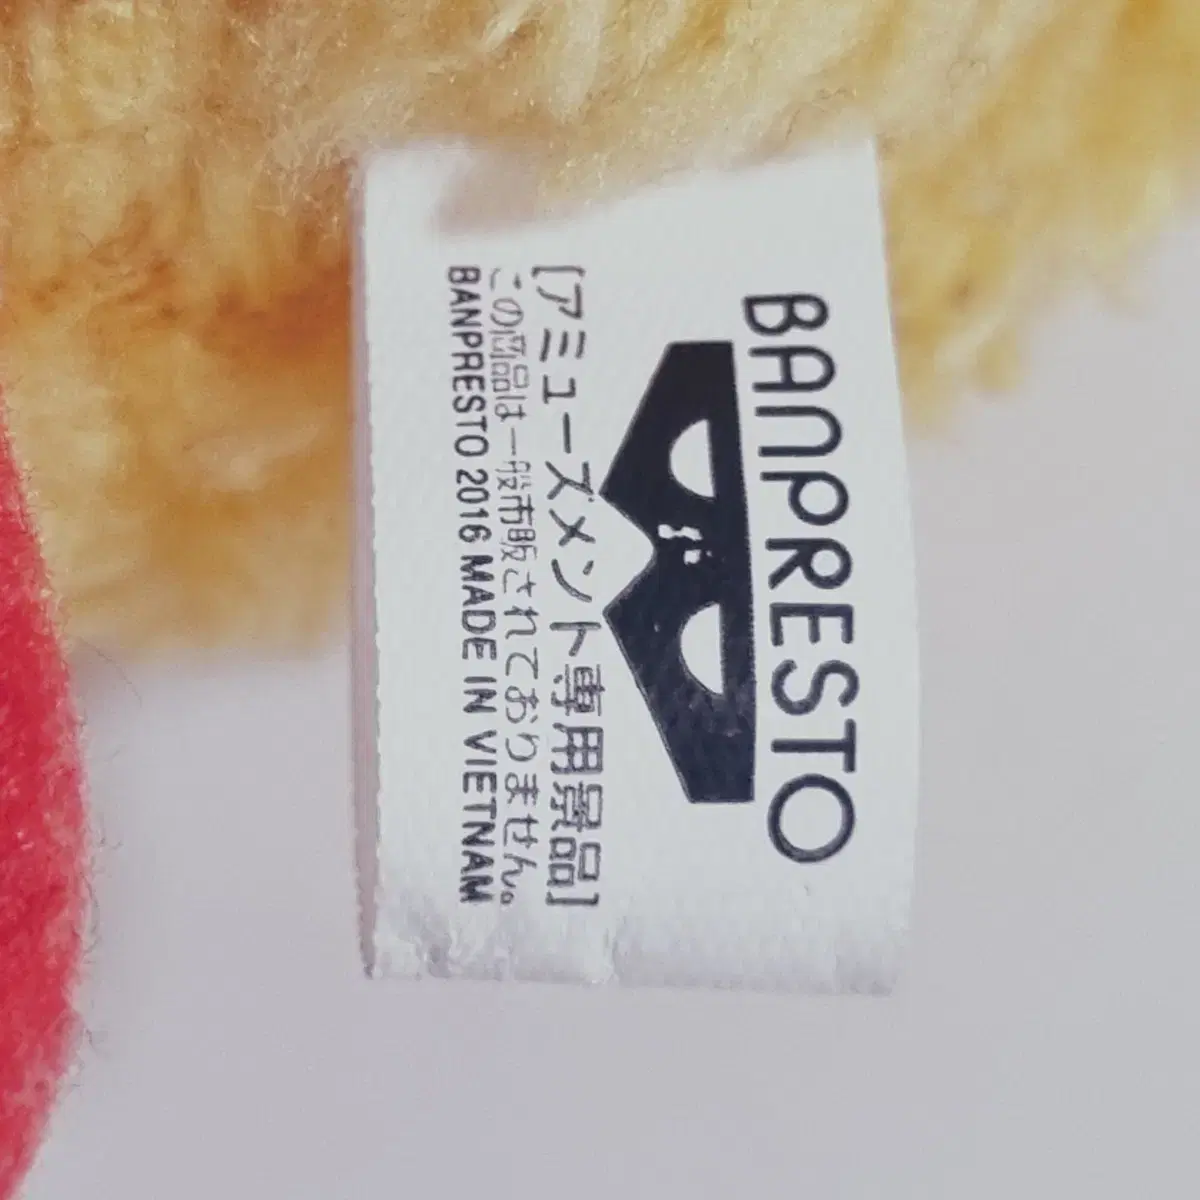 BANPRESTO
[アミューズメント専用景品]
この商品は一般市販されておりません。
BANPRESTO 2016 MADE IN VIETNAM